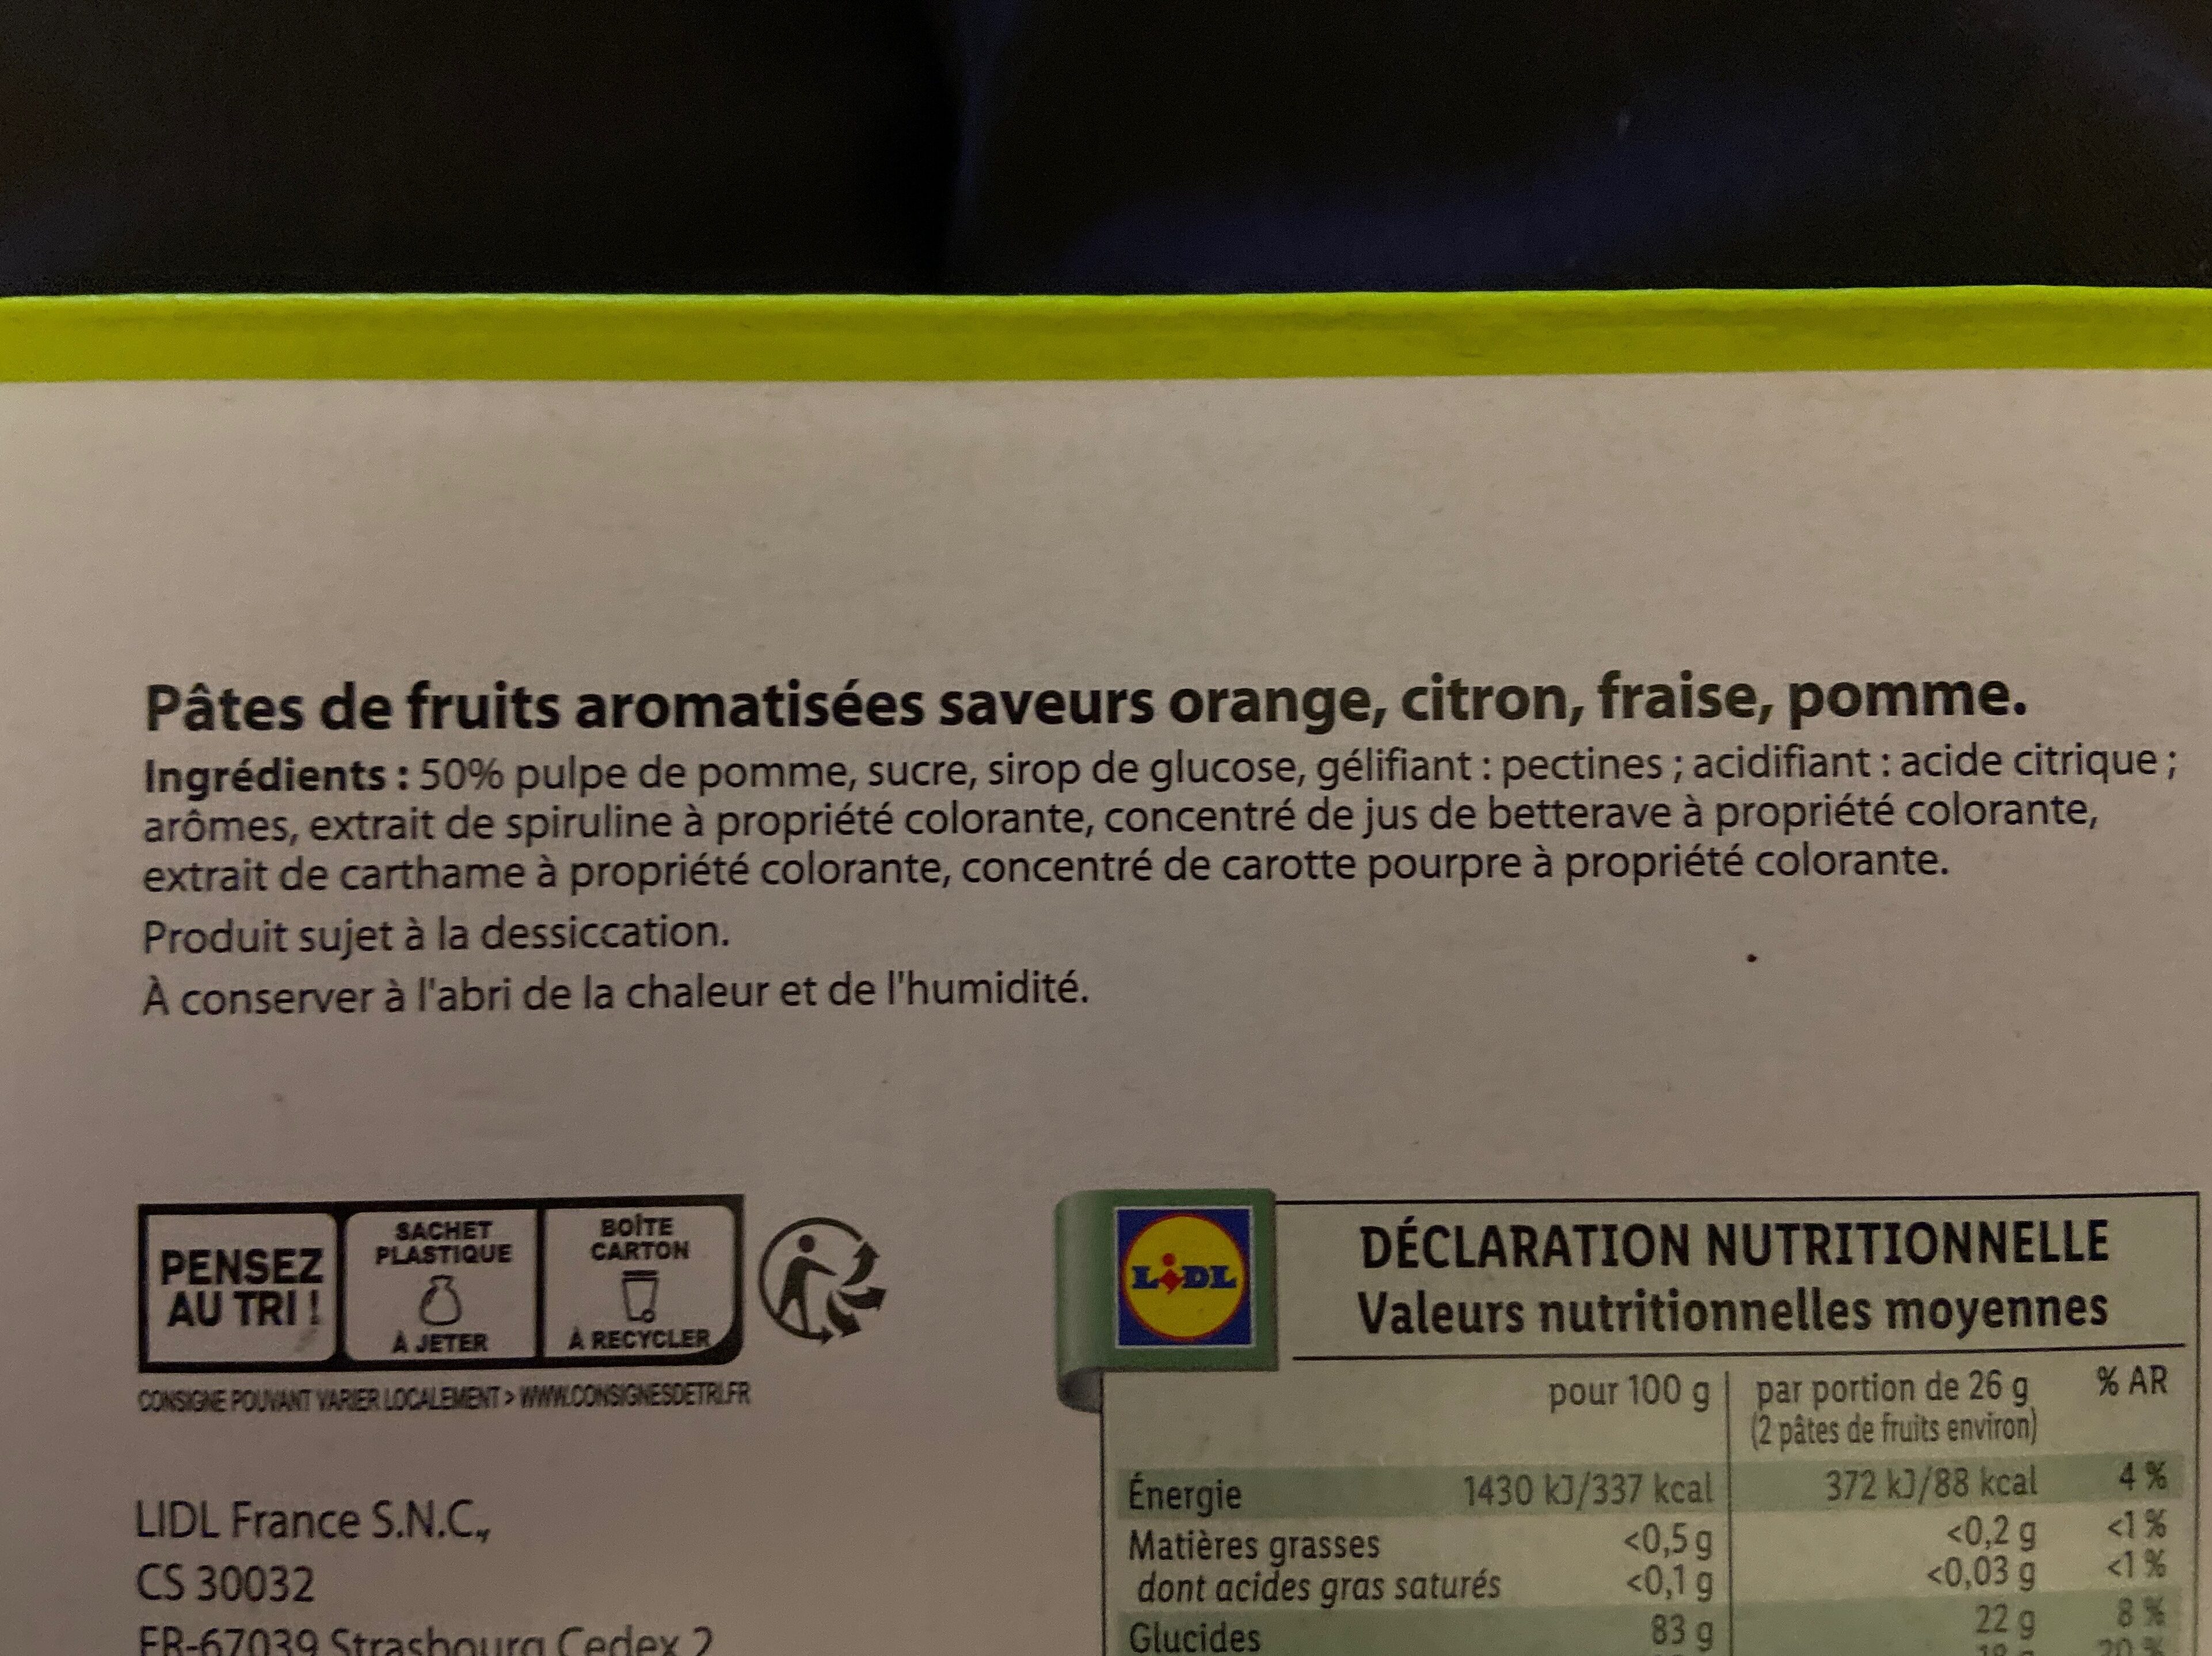 Pâtes de fruits aromatisées saveurs orange, citron, fraise, pomme.
Ingrédients : 50% pulpe de pomme, sucre, sirop de glucose, gélifiant : pectines ; acidifiant : acide citrique ;
arômes, extrait de spiruline à propriété colorante, concentré de jus de betterave à propriété colorante,
extrait de carthame à propriété colorante, concentré de carotte pourpre à propriété colorante.
Produit sujet à la dessiccation.
À conserver à l'abri de la chaleur et de l'humidité.
PENSEZ
AU TRI !
SACHET
PLASTIQUE
À JETER
BOÎTE
CARTON
À RECYCLER
CONSIGNE POUVANT VARIER LOCALEMENT > WWW.CONSIGNESDETRI.FR
LIDL France S.N.C.,
CS 30032
FR-67039 Strasbourg Cedex 2
LIDL
DÉCLARATION NUTRITIONNELLE
Valeurs nutritionnelles moyennes
pour 100 g par portion de 26 g % AR
(2 pâtes de fruits environ)
Énergie 1430 kJ/337 kcal 372 kJ/88 kcal 4 %
Matières grasses <0,5 g <0,2 g <1 %
dont acides gras saturés <0,1 g <0,03 g <1 %
Glucides 83 g 22 g 8 %